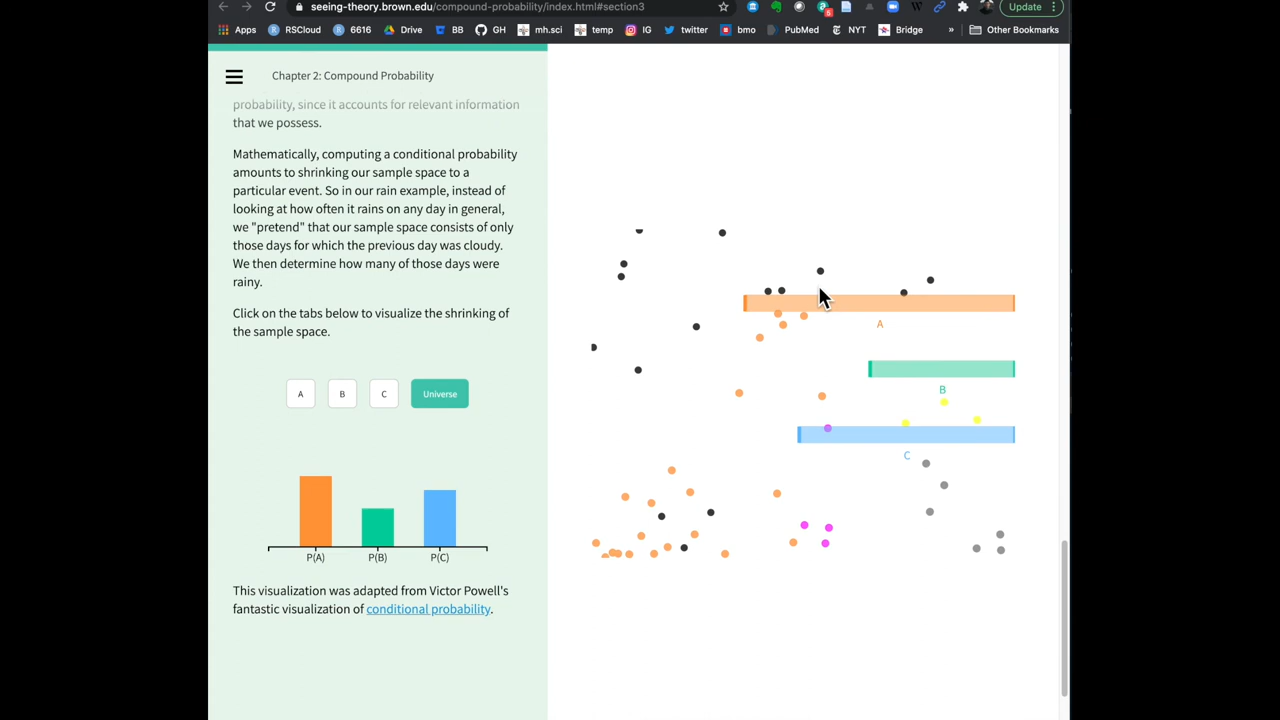 seeing-theory.brown.edu/compound-probability/index.html#section3
Update
Apps RSCloud 6616 Drive BB GH mh.sci temp IG twitter bmo PubMed NYT Bridge » Other Bookmarks
5
Chapter 2: Compound Probability
probability, since it accounts for relevant information
that we possess.
Mathematically, computing a conditional probability
amounts to shrinking our sample space to a
particular event. So in our rain example, instead of
looking at how often it rains on any day in general,
we "pretend" that our sample space consists of only
those days for which the previous day was cloudy.
We then determine how many of those days were
rainy.
Click on the tabs below to visualize the shrinking of
the sample space.
A B C Universe
P(A) P(B) P(C)
This visualization was adapted from Victor Powell's
fantastic visualization of conditional probability.
A
B
C